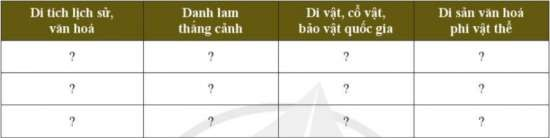 Di tích lịch sử, văn hoá
Danh lam thắng cảnh
Di vật, cổ vật, bảo vật quốc gia
Di sản văn hoá phi vật thể
? ? ? ?
? ? ? ?
? ? ? ?